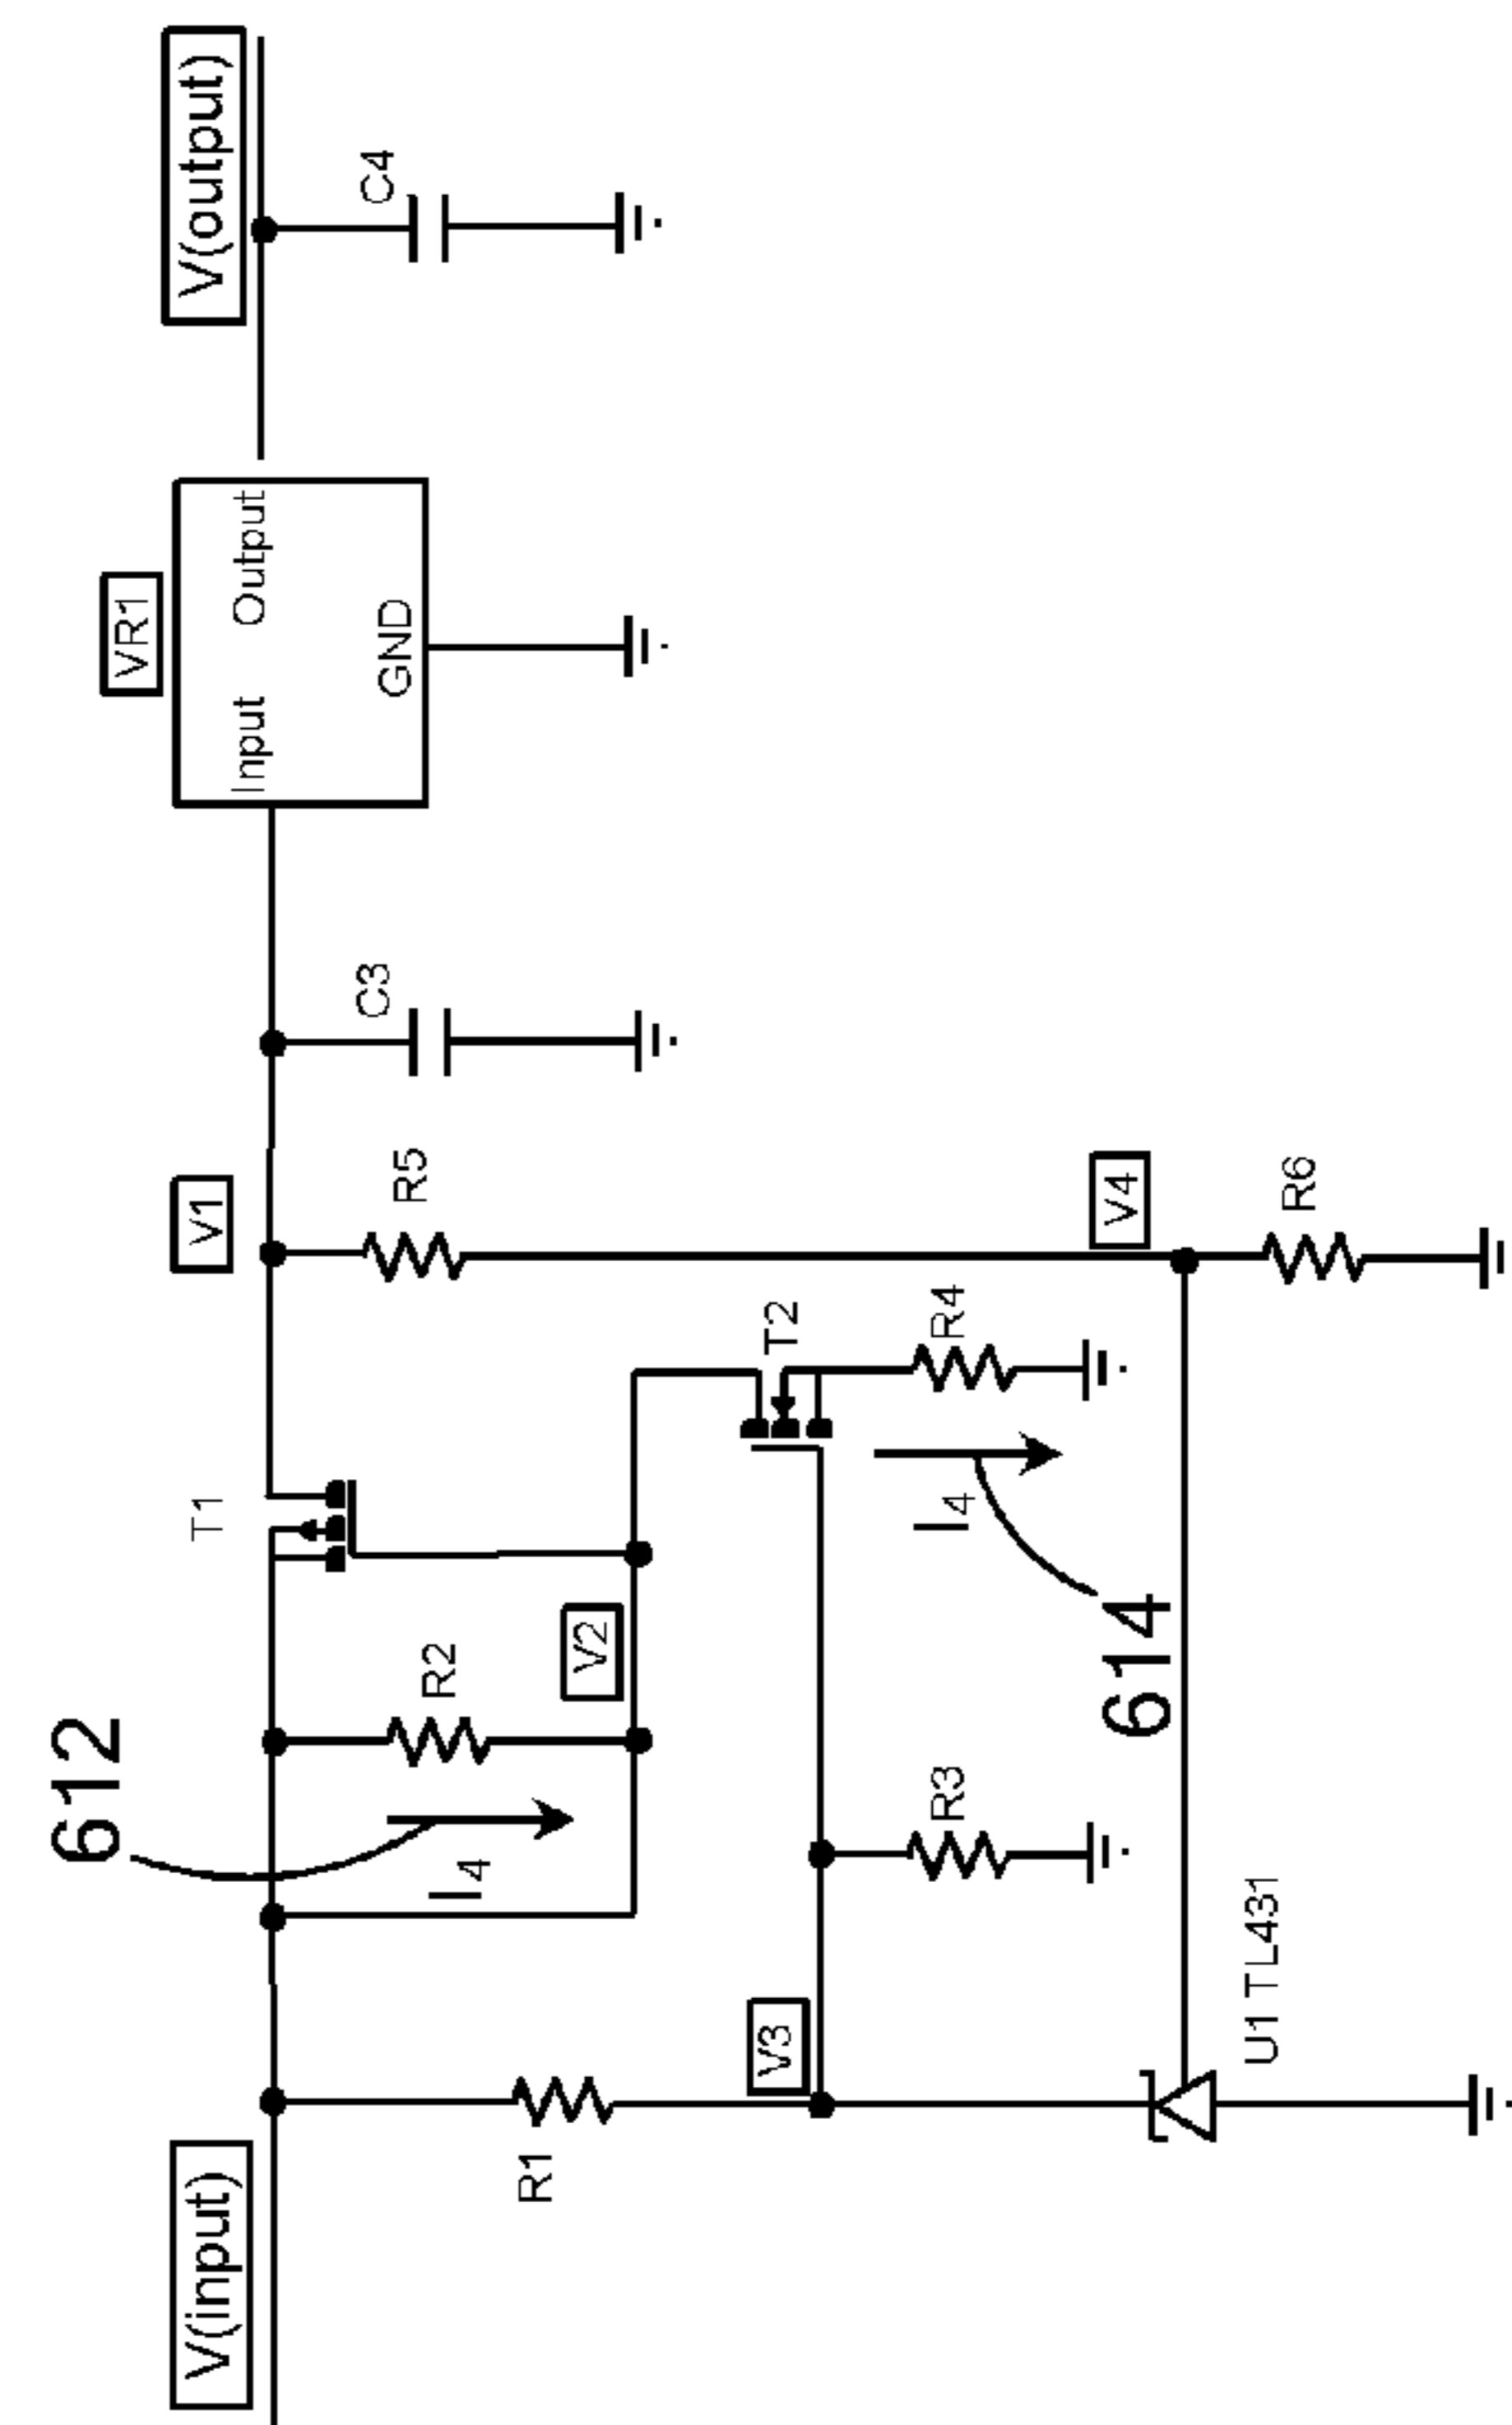 V(input)
R1
V3
U1 TL431
612
I4
R2
V2
T1
R3
614
I4
T2
R4
V1
R5
V4
R6
C3
VR1
Input
Output
GND
V(output)
C4